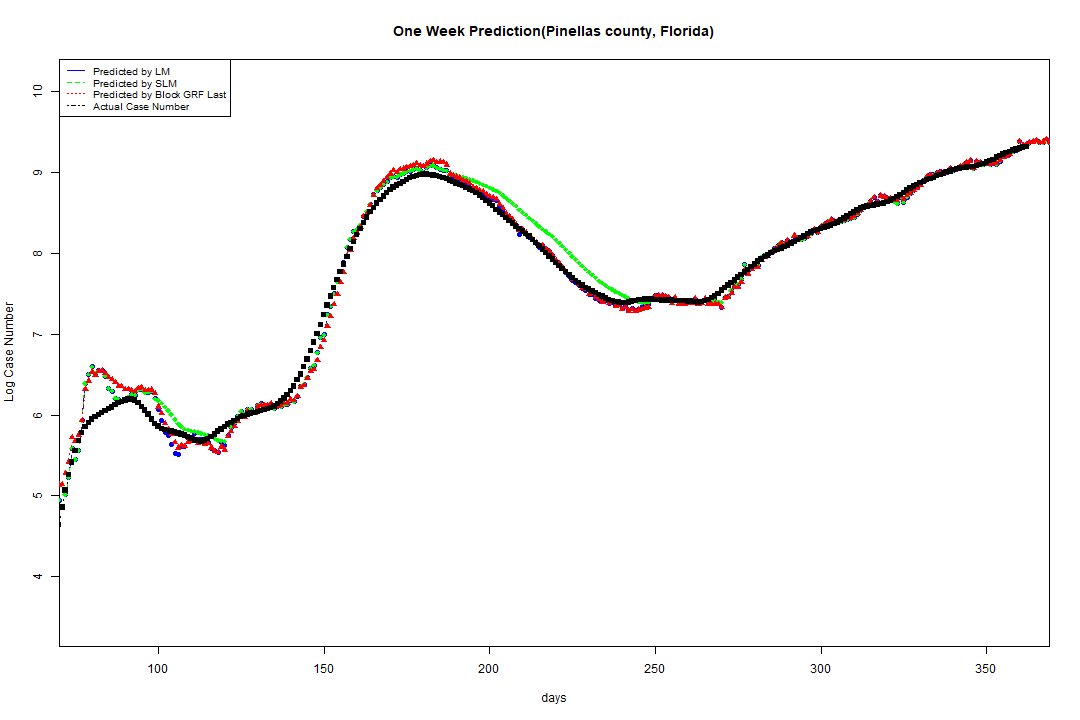 One Week Prediction(Pinellas county, Florida)
Predicted by LM
Predicted by SLM
Predicted by Block GRF Last
Actual Case Number
10
9
8
7
6
5
4
Log Case Number
100 150 200 250 300 350
days